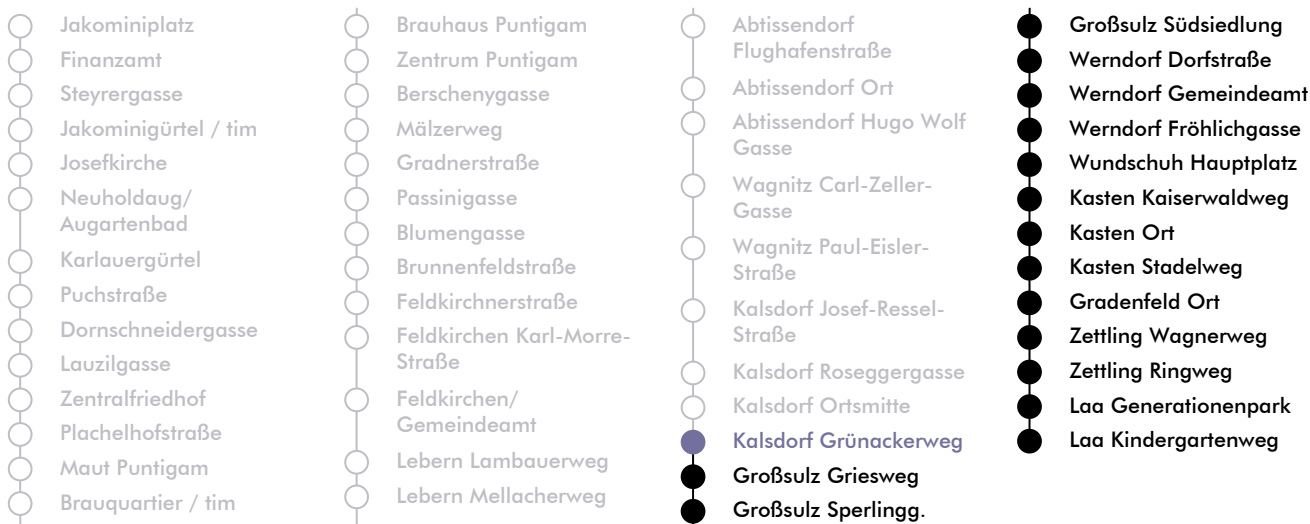 Jakominiplatz
Finanzamt
Steyrergasse
Jakominigürtel / tim
Josefkirche
Neuholdaug/
Augartenbad
Karlauergürtel
Puchstraße
Dornschneidergasse
Lauzilgasse
Zentralfriedhof
Plachelhofstraße
Maut Puntigam
Brauquartier / tim
Brauhaus Puntigam
Zentrum Puntigam
Berschenygasse
Mälzerweg
Gradnerstraße
Passinigasse
Blumengasse
Brunnenfeldstraße
Feldkirchnerstraße
Feldkirchen Karl-Morre-
Straße
Feldkirchen/
Gemeindeamt
Lebern Lambauerweg
Lebern Mellacherweg
Abtissendorf
Flughafenstraße
Abtissendorf Ort
Abtissendorf Hugo Wolf
Gasse
Wagnitz Carl-Zeller-
Gasse
Wagnitz Paul-Eisler-
Straße
Kalsdorf Josef-Ressel-
Straße
Kalsdorf Roseggergasse
Kalsdorf Ortsmitte
Kalsdorf Grünackerweg
Großsulz Griesweg
Großsulz Sperlingg.
Großsulz Südsiedlung
Werndorf Dorfstraße
Werndorf Gemeindeamt
Werndorf Fröhlichgasse
Wundschuh Hauptplatz
Kasten Kaiserwaldweg
Kasten Ort
Kasten Stadelweg
Gradenfeld Ort
Zettling Wagnerweg
Zettling Ringweg
Laa Generationenpark
Laa Kindergartenweg